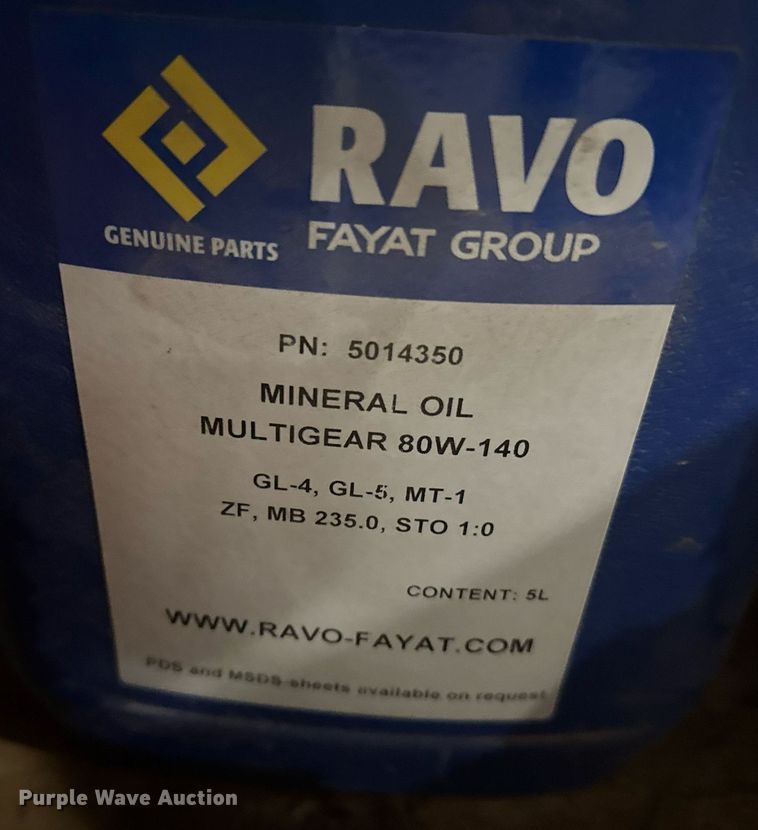 RAVO
GENUINE PARTS
FAYAT GROUP
PN: 5014350
MINERAL OIL
MULTIGEAR 80W-140
GL-4, GL-5, MT-1
ZF, MB 235.0, STO 1:0
CONTENT: 5L
WWW.RAVO-FAYAT.COM
PDS and MSDS-sheets available on request
Purple Wave Auction